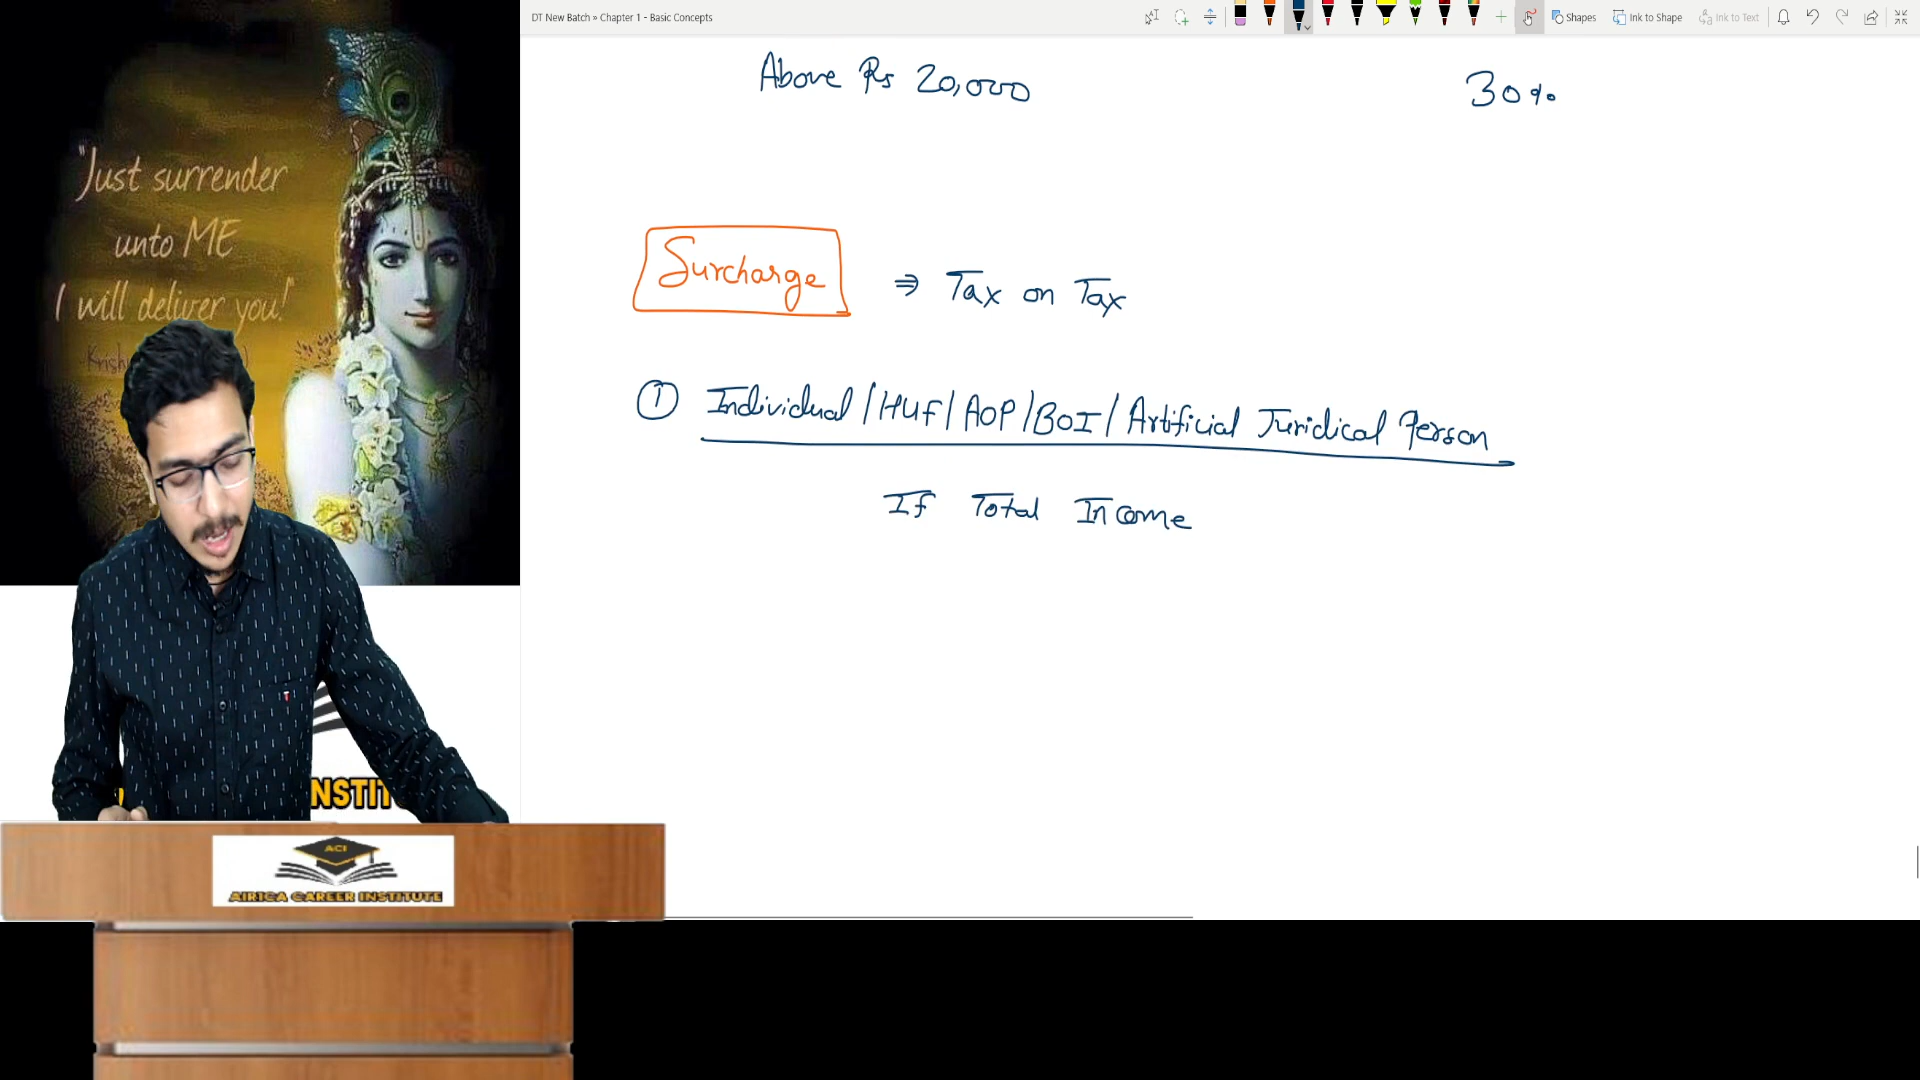 DT New Batch » Chapter 1 - Basic Concepts
Shapes
Ink to Shape
Ink to Text
Above Rs 20,000 30%
"Just surrender
unto ME
I will deliver you!"
Surcharge ⇒ Tax on Tax
① Individual/HUF/AOP/BOI/Artificial Juridical Person
If Total Income
ACI
AIRICA CAREER INSTITUTE